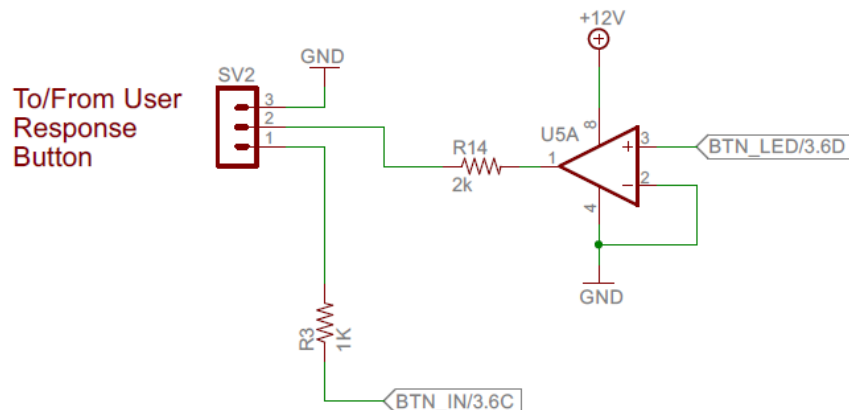 +12V
GND
SV2
To/From User
Response
Button
3
2
1
8
U5A
R14
2k
1
+
3
BTN_LED/3.6D
−
2
4
GND
R3
1K
BTN_IN/3.6C